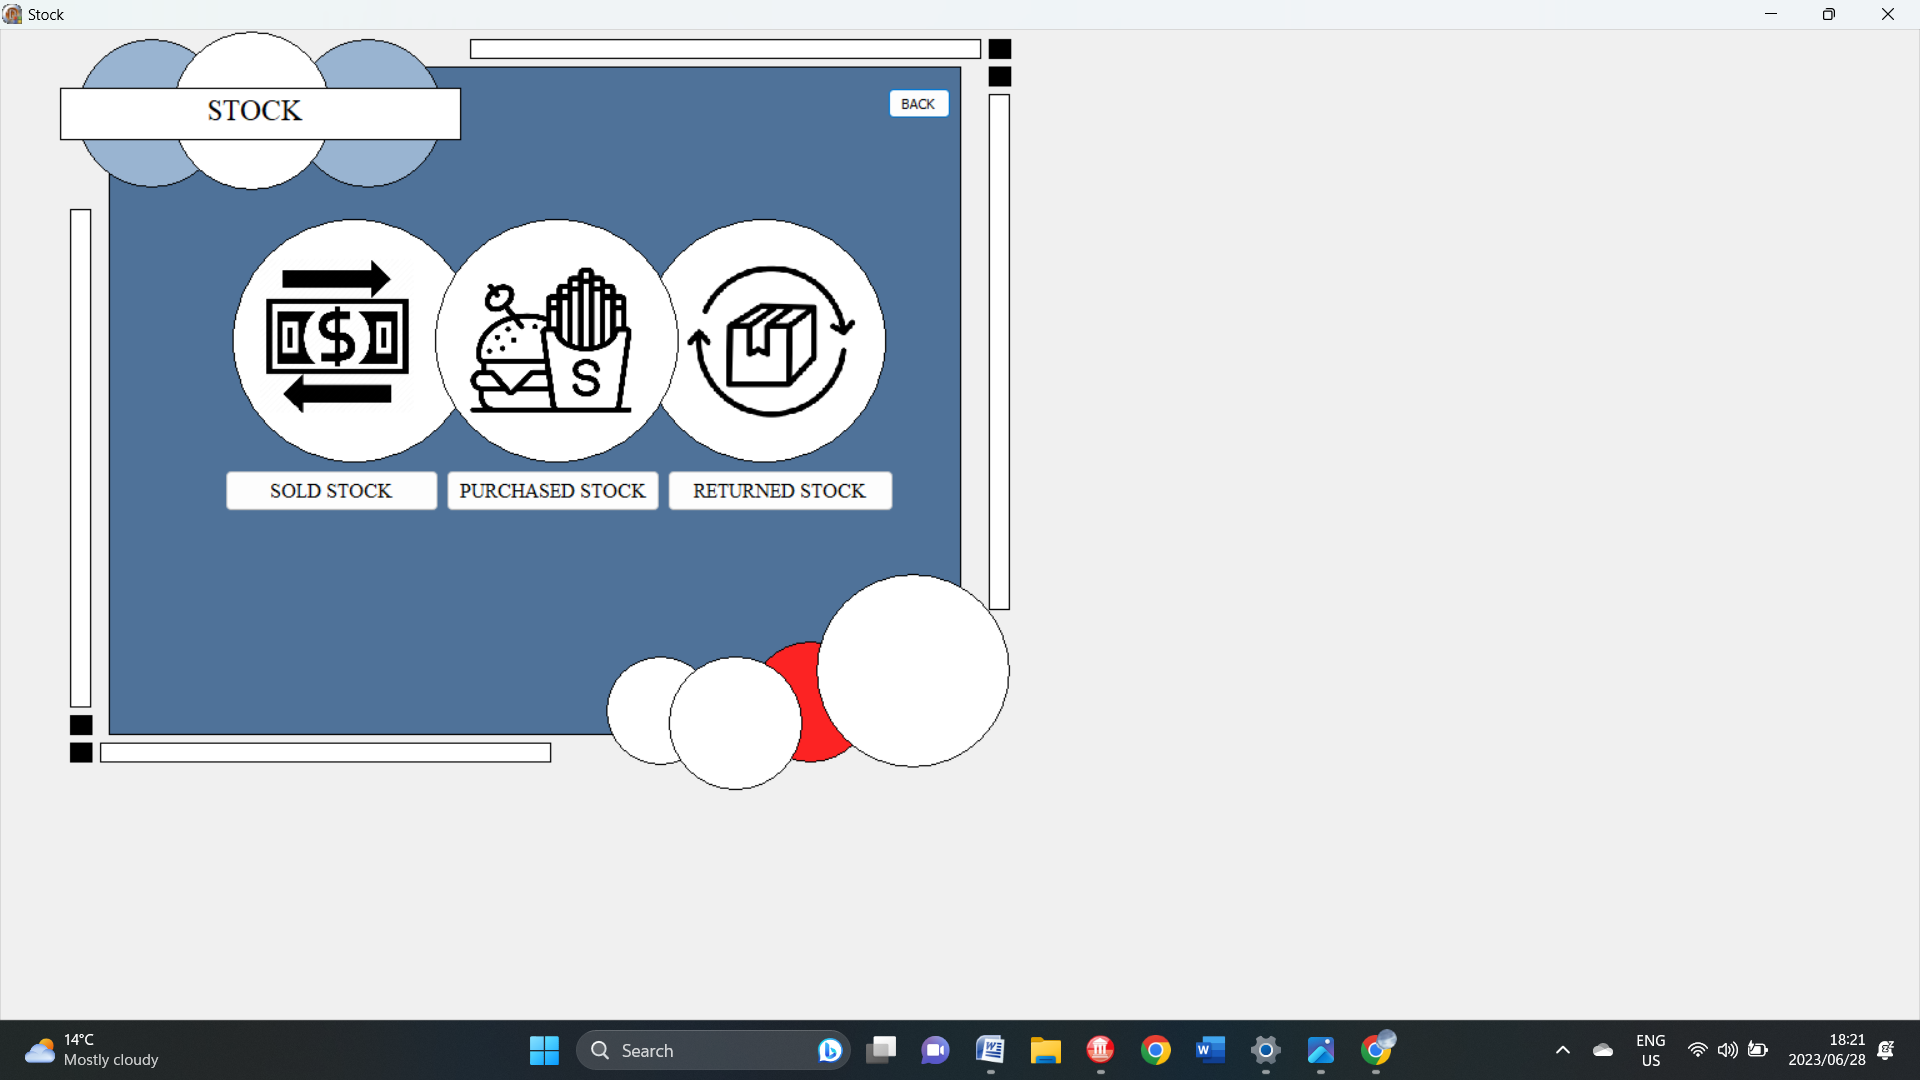 Stock
STOCK
BACK
$
S
SOLD STOCK
PURCHASED STOCK
RETURNED STOCK
14°C
Mostly cloudy
Search
W
W
ENG
US
18:21
2023/06/28